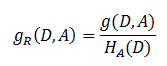 g_R(D,A) = g(D,A) / H_A(D)